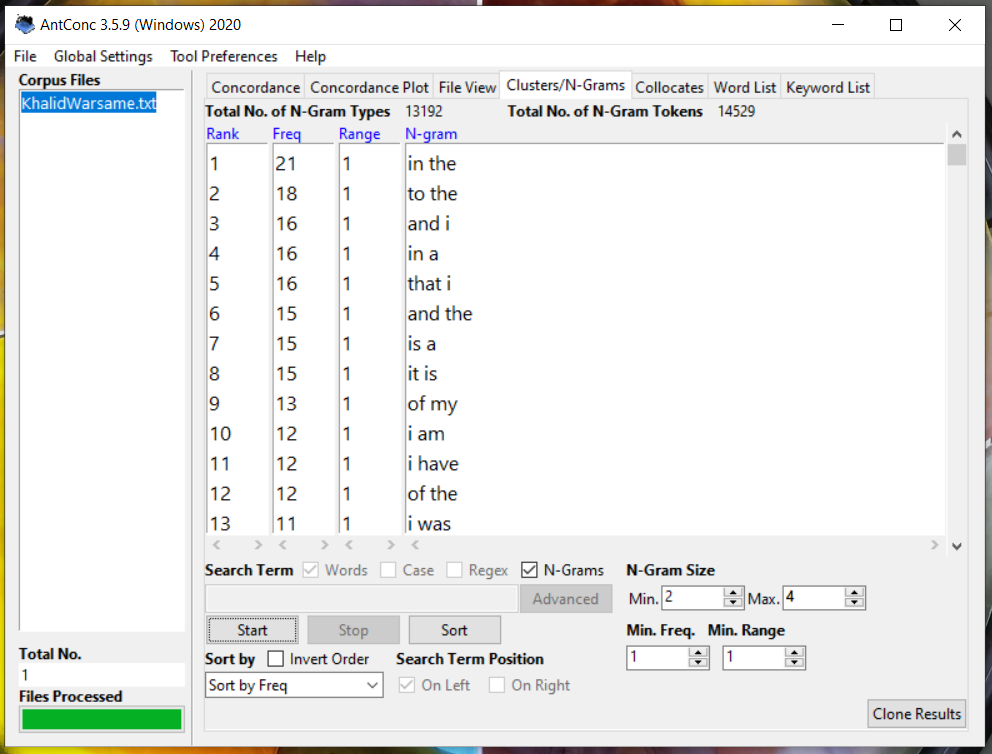 AntConc 3.5.9 (Windows) 2020
File Global Settings Tool Preferences Help
Corpus Files
KhalidWarsame.txt
Concordance Concordance Plot File View Clusters/N-Grams Collocates Word List Keyword List
Total No. of N-Gram Types 13192 Total No. of N-Gram Tokens 14529
Rank Freq Range N-gram
1 21 1 in the
2 18 1 to the
3 16 1 and i
4 16 1 in a
5 16 1 that i
6 15 1 and the
7 15 1 is a
8 15 1 it is
9 13 1 of my
10 12 1 i am
11 12 1 i have
12 12 1 of the
13 11 1 i was
Search Term Words Case Regex N-Grams N-Gram Size
Advanced Min. 2 Max. 4
Start Stop Sort Min. Freq. Min. Range
1 1
Sort by Invert Order Search Term Position
Sort by Freq On Left On Right
Clone Results
Total No.
1
Files Processed